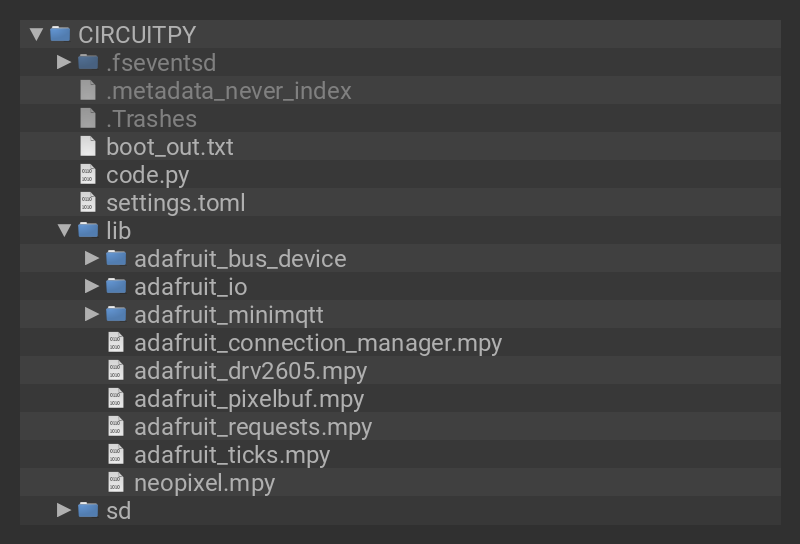 CIRCUITPY
.fseventsd
.metadata_never_index
.Trashes
boot_out.txt
code.py
settings.toml
lib
adafruit_bus_device
adafruit_io
adafruit_minimqtt
adafruit_connection_manager.mpy
adafruit_drv2605.mpy
adafruit_pixelbuf.mpy
adafruit_requests.mpy
adafruit_ticks.mpy
neopixel.mpy
sd